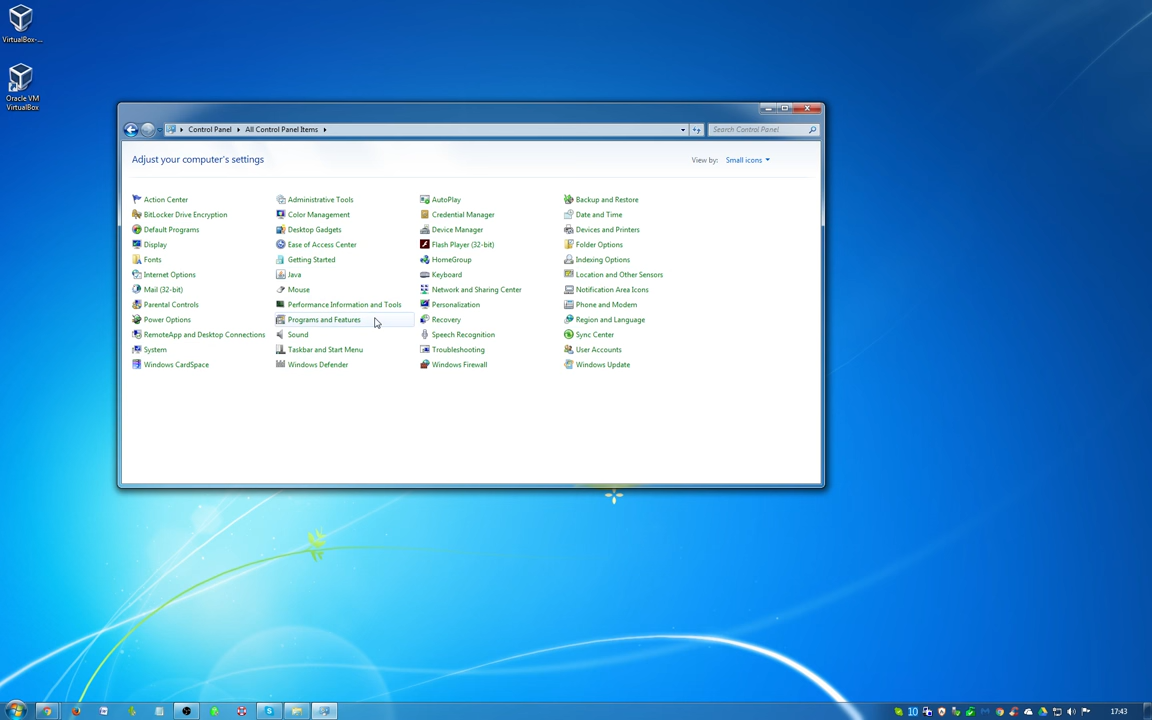 VirtualBox-...
Oracle VM
VirtualBox
Control Panel
All Control Panel Items
Search Control Panel
Adjust your computer's settings
View by:
Small icons
Action Center
Administrative Tools
AutoPlay
Backup and Restore
BitLocker Drive Encryption
Color Management
Credential Manager
Date and Time
Default Programs
Desktop Gadgets
Device Manager
Devices and Printers
Display
Ease of Access Center
Flash Player (32-bit)
Folder Options
Fonts
Getting Started
HomeGroup
Indexing Options
Internet Options
Java
Keyboard
Location and Other Sensors
Mail (32-bit)
Mouse
Network and Sharing Center
Notification Area Icons
Parental Controls
Performance Information and Tools
Personalization
Phone and Modem
Power Options
Programs and Features
Recovery
Region and Language
RemoteApp and Desktop Connections
Sound
Speech Recognition
Sync Center
System
Taskbar and Start Menu
Troubleshooting
User Accounts
Windows CardSpace
Windows Defender
Windows Firewall
Windows Update
10
17:43